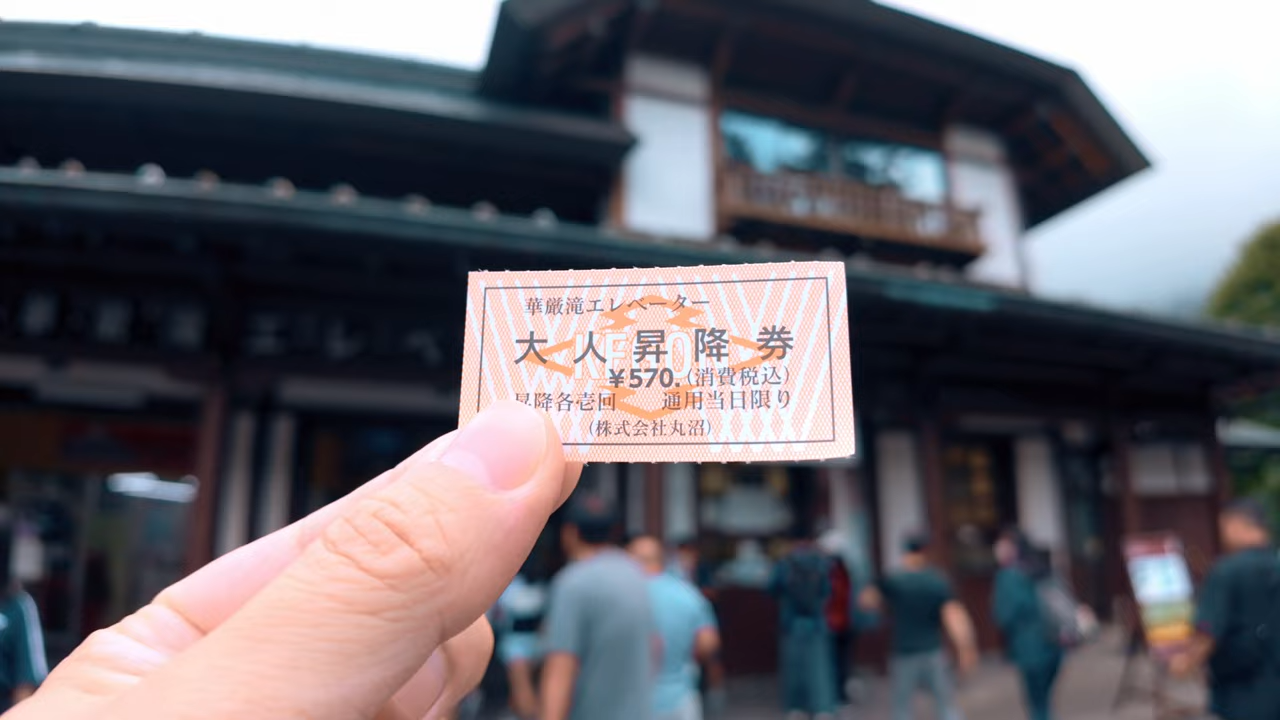 華厳滝エレベーター
大人昇降券
¥570.(消費税込)
昇降各壱回 通用当日限り
(株式会社丸沼)
KEGON